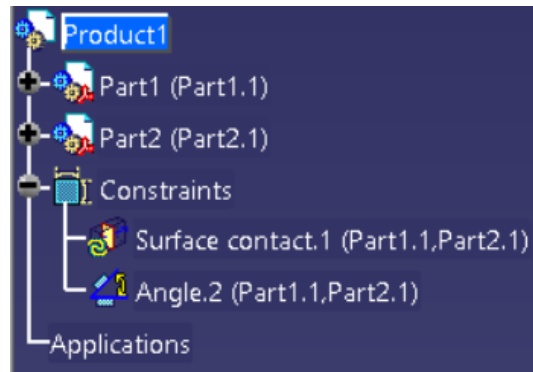 Product1
Part1 (Part1.1)
Part2 (Part2.1)
Constraints
Surface contact.1 (Part1.1,Part2.1)
Angle.2 (Part1.1,Part2.1)
Applications